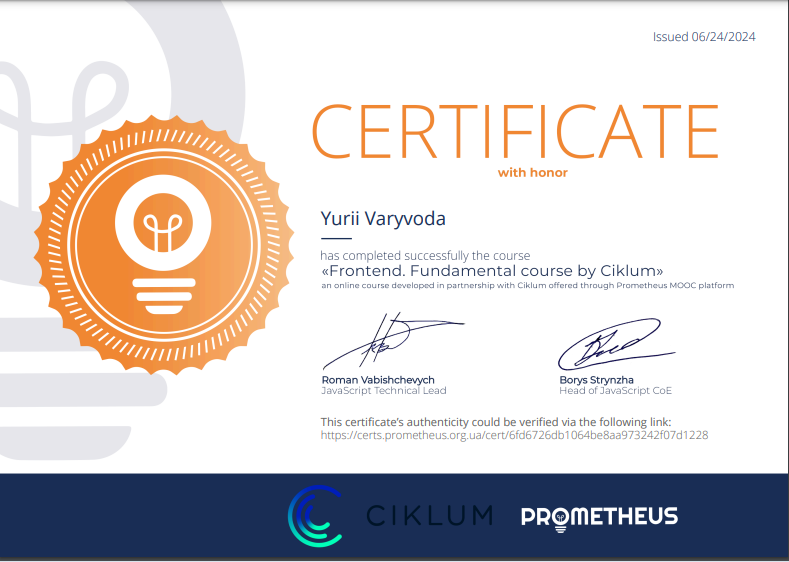 Issued 06/24/2024
CERTIFICATE
with honor
Yurii Varyvoda
has completed successfully the course
«Frontend. Fundamental course by Ciklum»
an online course developed in partnership with Ciklum offered through Prometheus MOOC platform
Roman Vabishchevych
JavaScript Technical Lead
Borys Strynzha
Head of JavaScript CoE
This certificate's authenticity could be verified via the following link:
https://certs.prometheus.org.ua/cert/6fd6726db1064be8aa973242f07d1228
CIKLUM
PROMETHEUS